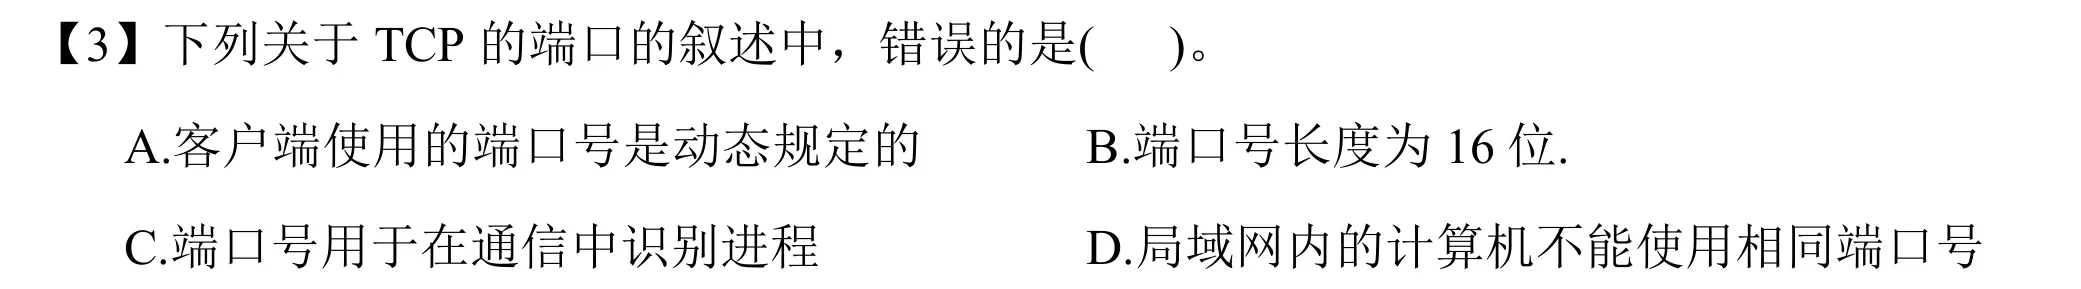 【3】下列关于 TCP 的端口的叙述中，错误的是(  )。
A.客户端使用的端口号是动态规定的 B.端口号长度为 16 位.
C.端口号用于在通信中识别进程 D.局域网内的计算机不能使用相同端口号